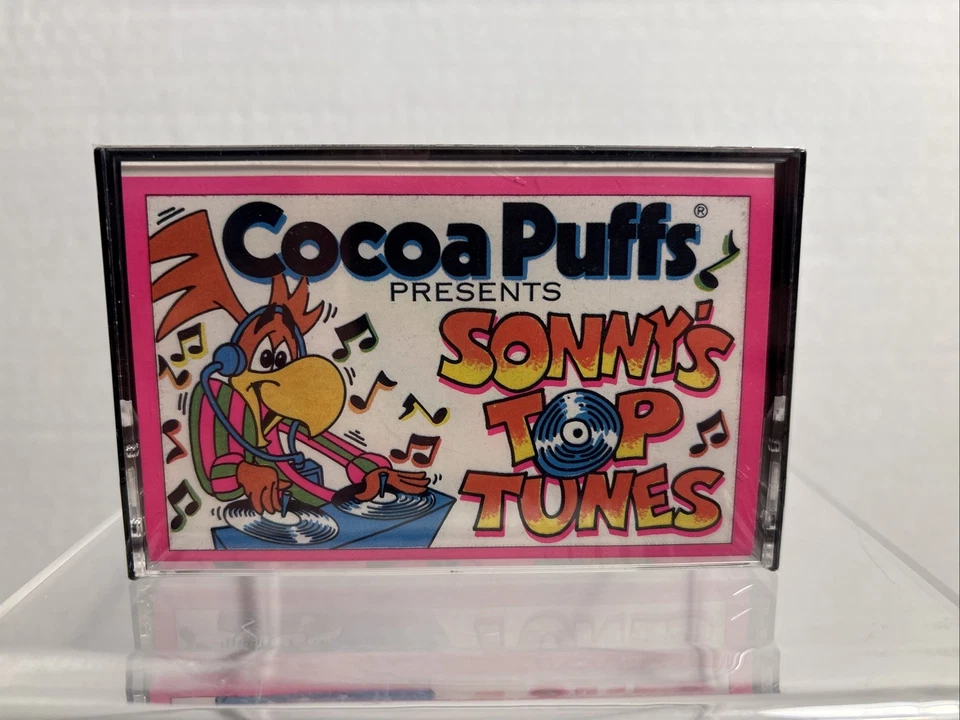 Cocoa Puffs®
PRESENTS
SONNY'S
TOP
TUNES